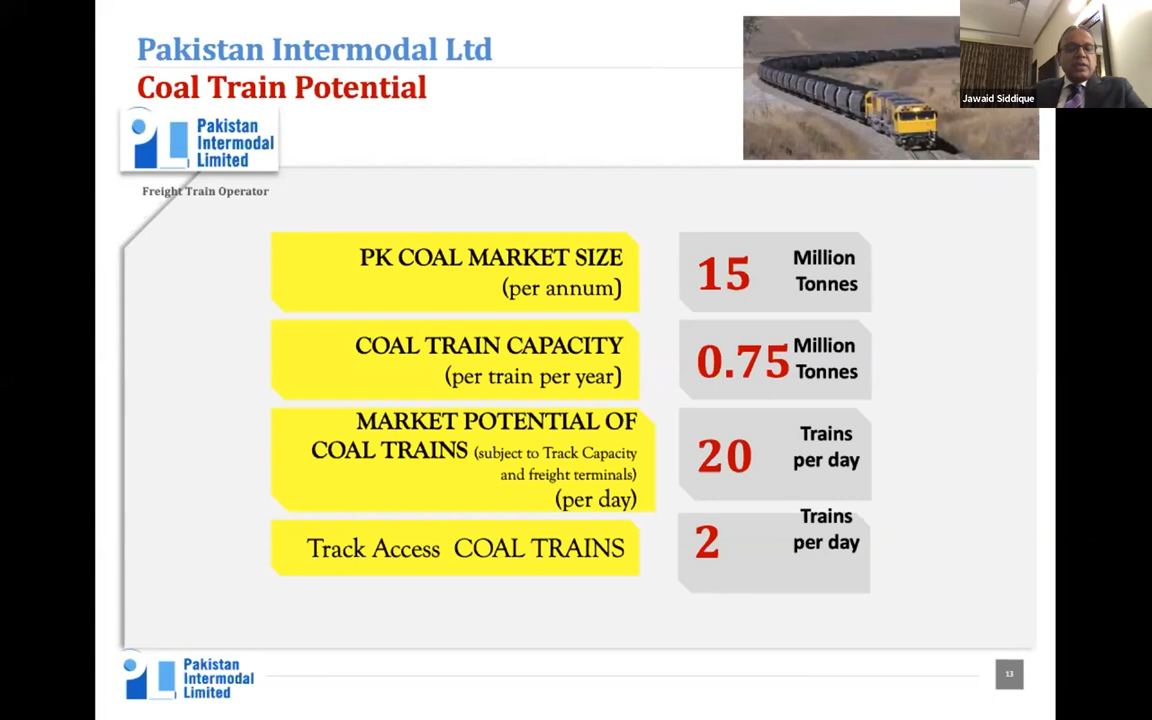 Pakistan Intermodal Ltd
Coal Train Potential
Jawaid Siddique
Pakistan
Intermodal
Limited
Freight Train Operator
PK COAL MARKET SIZE
(per annum)
15
Million
Tonnes
COAL TRAIN CAPACITY
(per train per year)
0.75
Million
Tonnes
MARKET POTENTIAL OF
COAL TRAINS (subject to Track Capacity
and freight terminals)
(per day)
20
Trains
per day
Track Access COAL TRAINS
2
Trains
per day
Pakistan
Intermodal
Limited
13